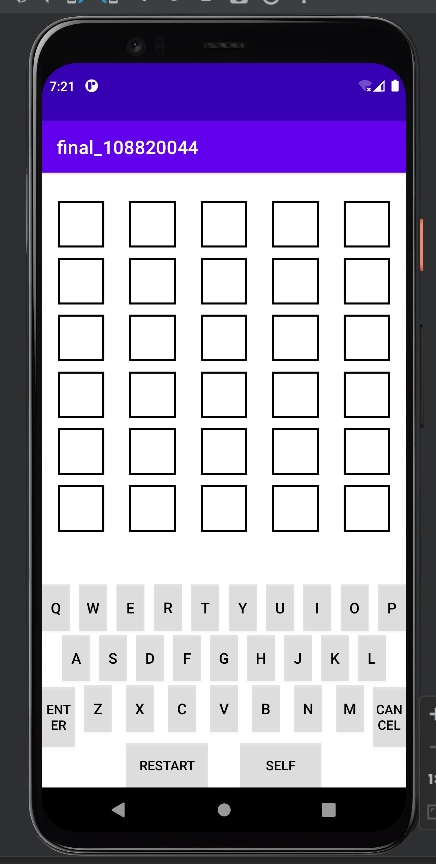 7:21
final_108820044
Q W E R T Y U I O P
A S D F G H J K L
ENT
ER
Z X C V B N M
CAN
CEL
RESTART SELF